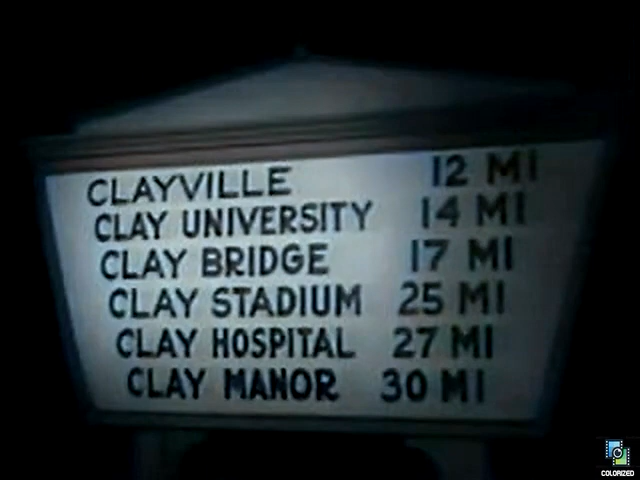 CLAYVILLE 12 MI
CLAY UNIVERSITY 14 MI
CLAY BRIDGE 17 MI
CLAY STADIUM 25 MI
CLAY HOSPITAL 27 MI
CLAY MANOR 30 MI
COLORIZED